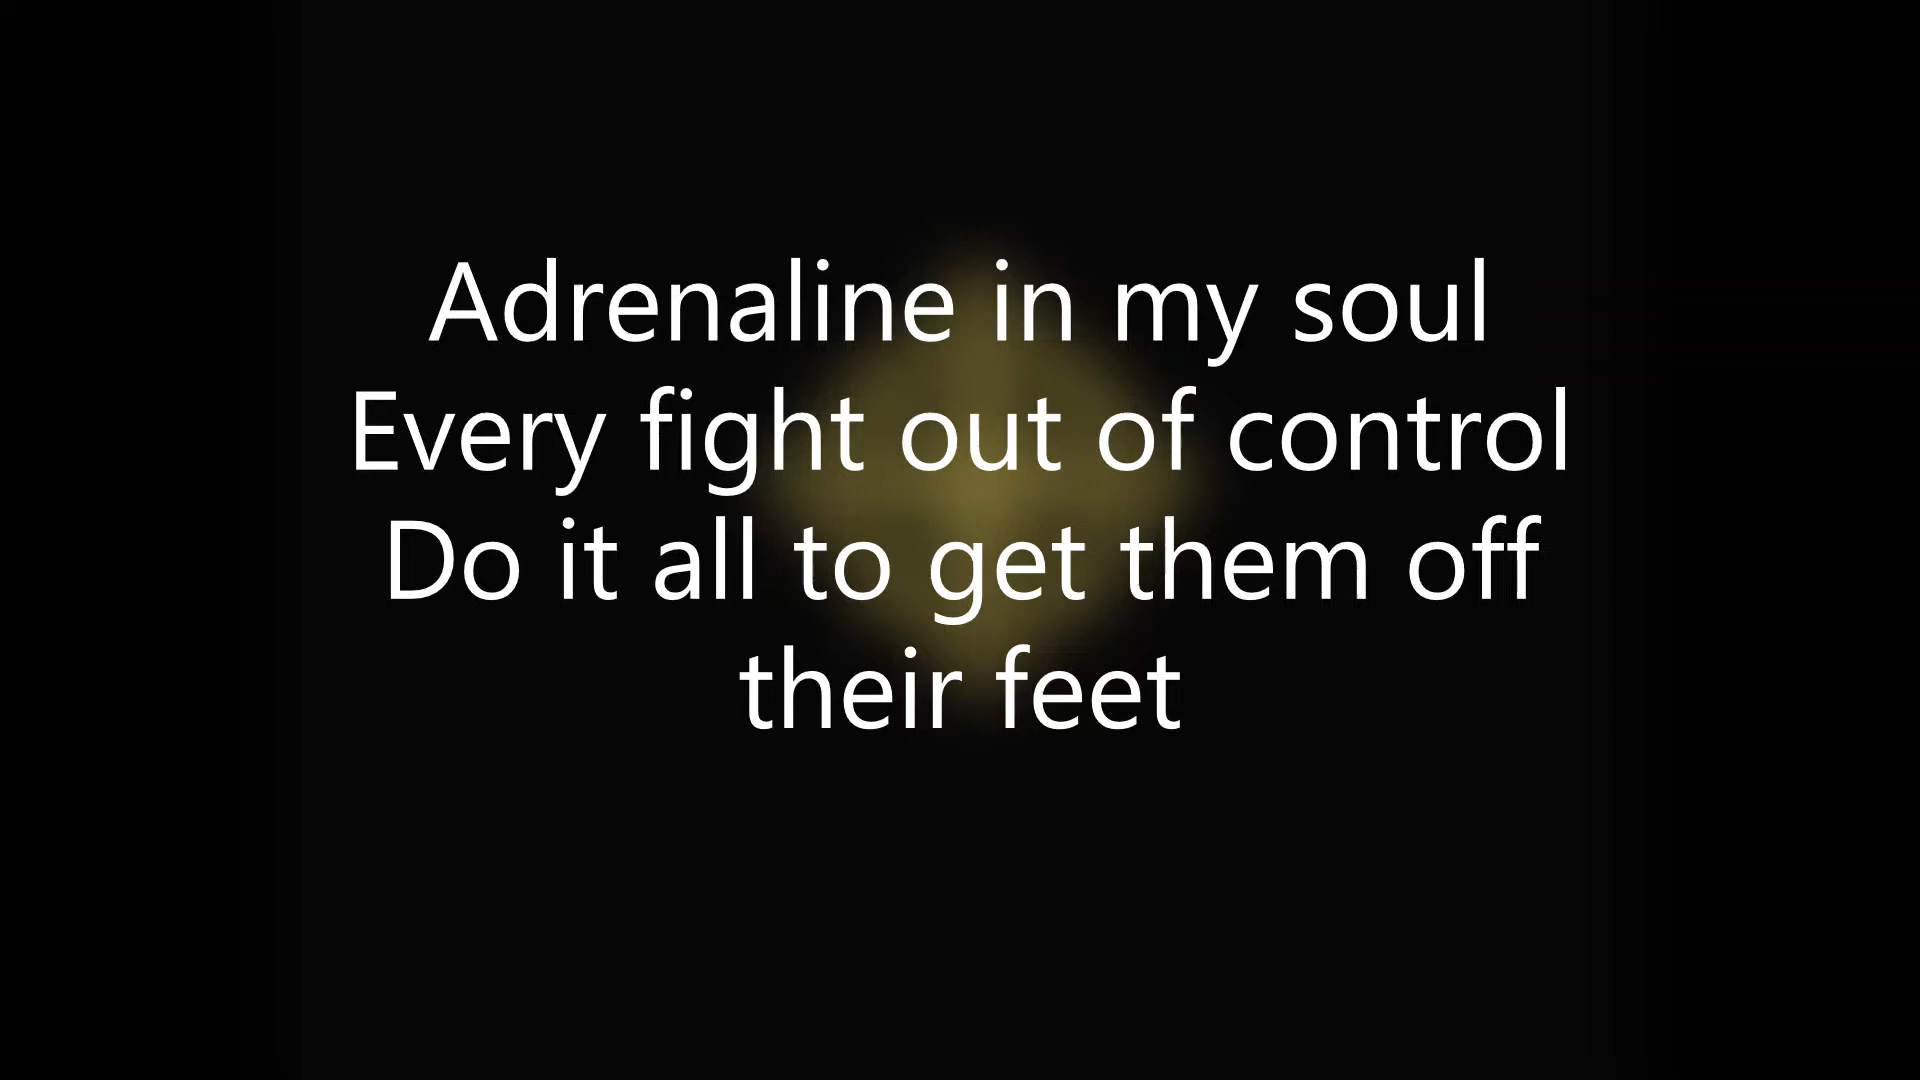 Adrenaline in my soul
Every fight out of control
Do it all to get them off
their feet